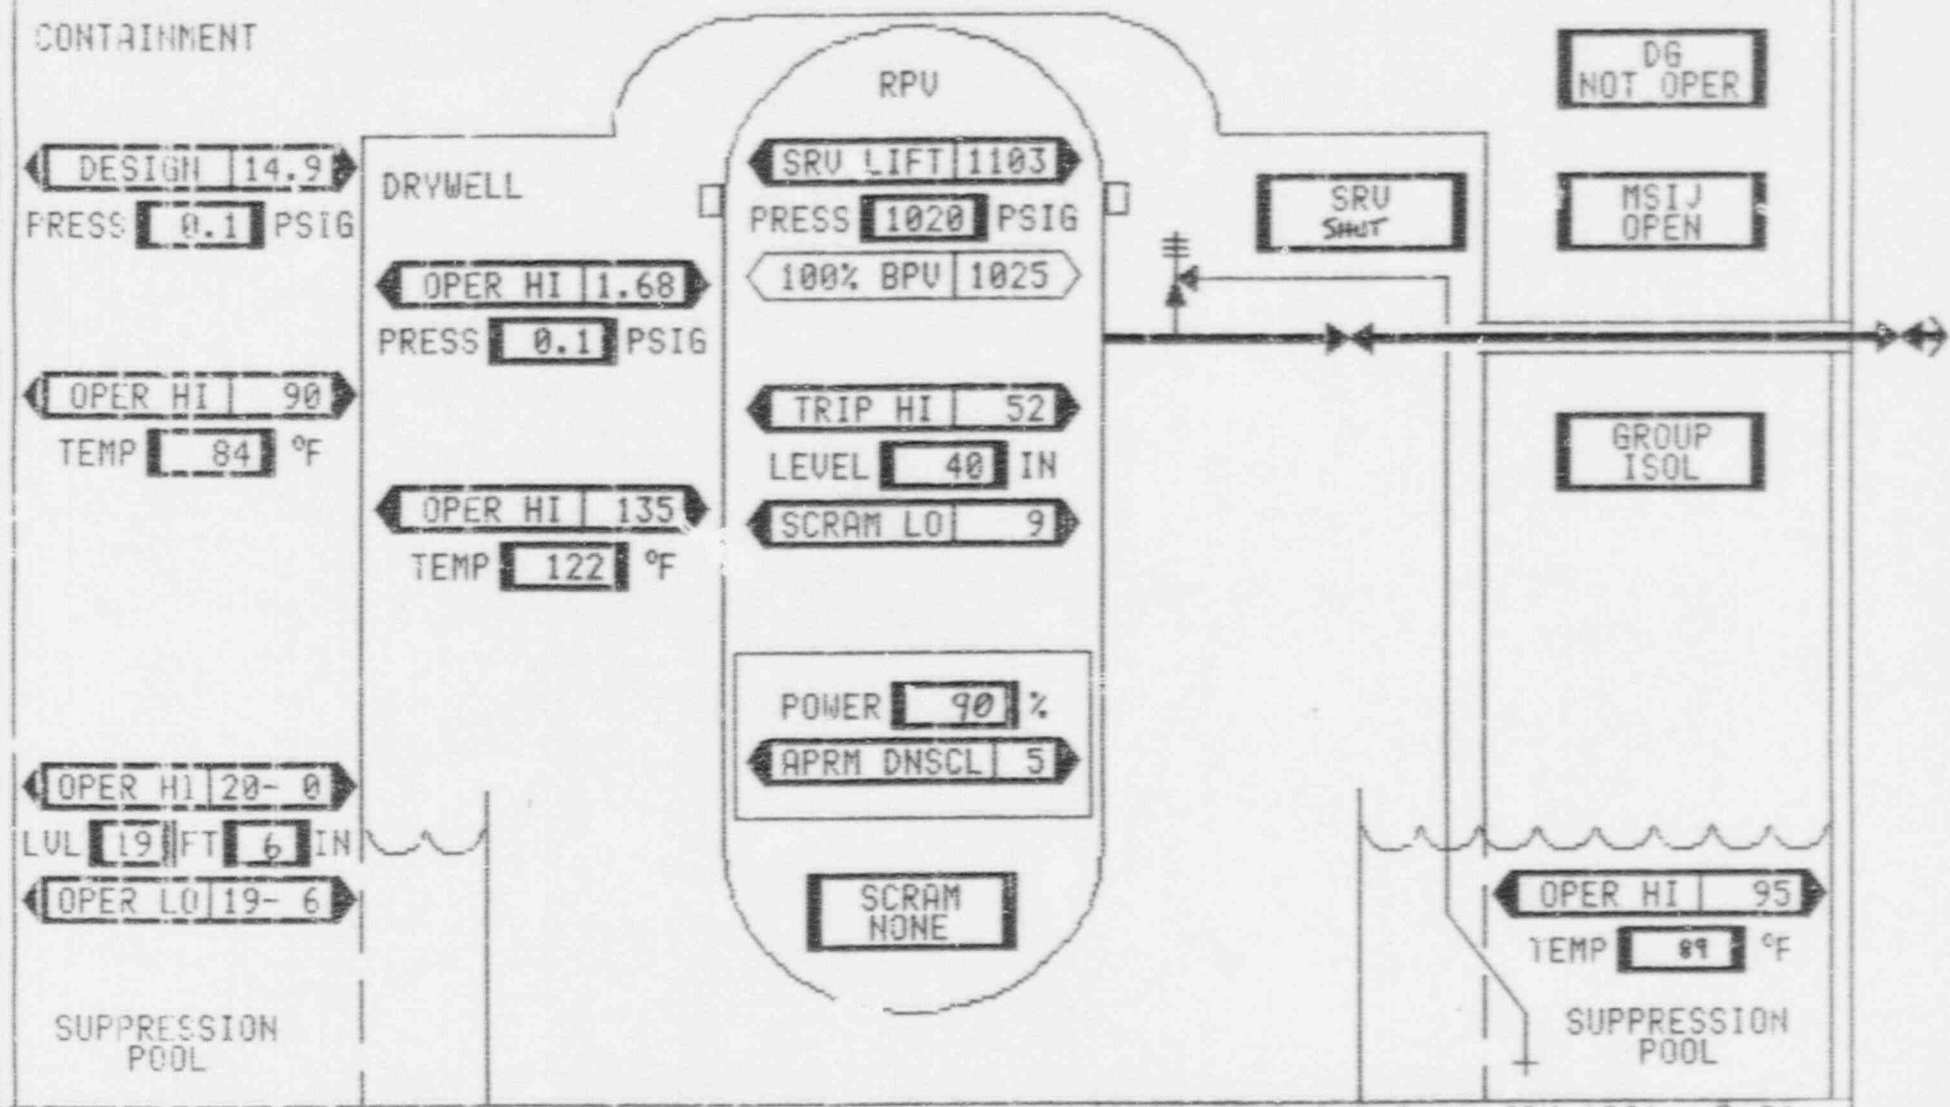 CONTAINMENT
DESIGN 14.9
PRESS 0.1 PSIG
OPER HI 90
TEMP 84 °F
OPER HI 20- 0
LVL 19 FT 6 IN
OPER LO 19- 6
SUPPRESSION
POOL
DRYWELL
OPER HI 1.68
PRESS 0.1 PSIG
OPER HI 135
TEMP 122 °F
RPV
SRV LIFT 1103
PRESS 1020 PSIG
100% BPV 1025
TRIP HI 52
LEVEL 40 IN
SCRAM LO 9
POWER 90 %
APRM DNSCL 5
SCRAM
NONE
SRV
SHUT
DG
NOT OPER
MSIV
OPEN
GROUP
ISOL
OPER HI 95
TEMP 89 °F
SUPPRESSION
POOL